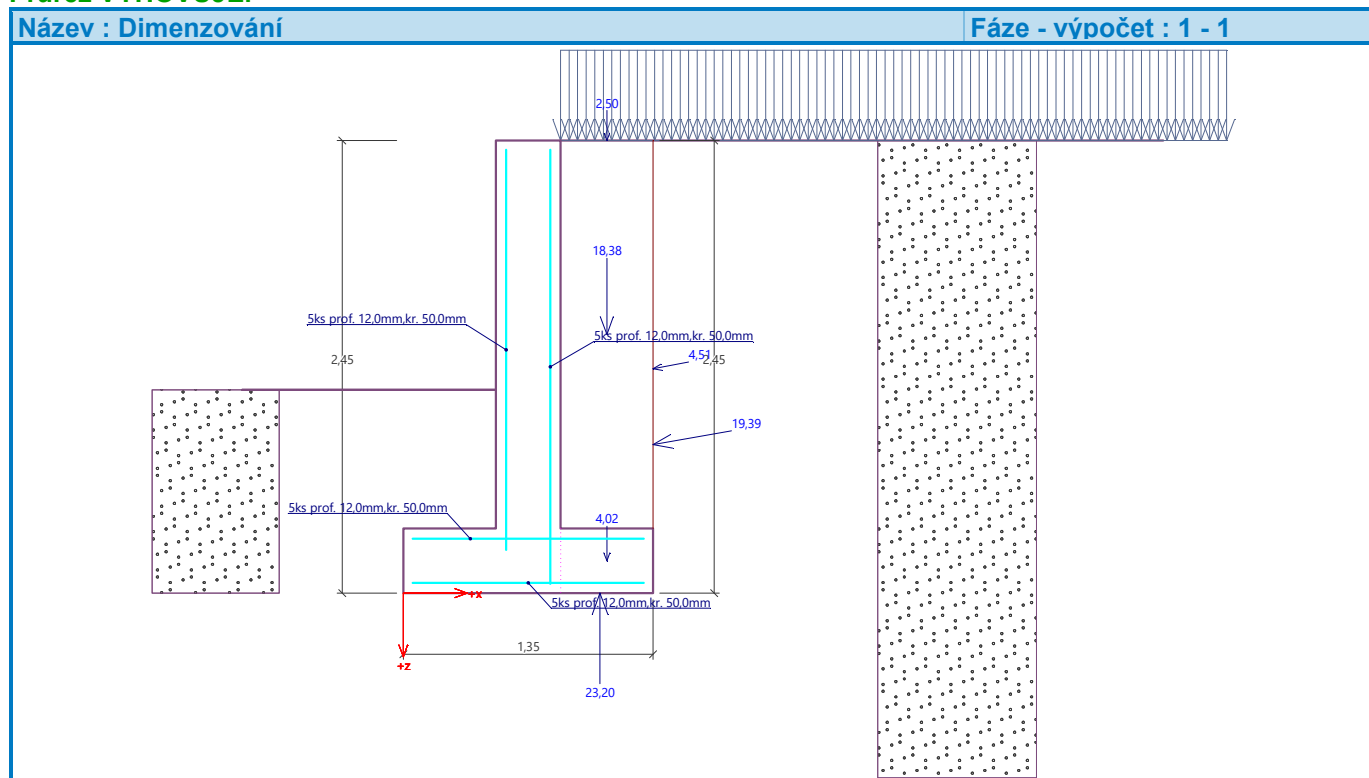 Průřez VYHOVUJE.
Název : Dimenzování
Fáze - výpočet : 1 - 1
2,50
18,38
5ks prof. 12,0mm,kr. 50,0mm
5ks prof. 12,0mm,kr. 50,0mm
2,45
4,51
2,45
19,39
5ks prof. 12,0mm,kr. 50,0mm
4,02
+x
5ks prof. 12,0mm,kr. 50,0mm
1,35
+z
23,20